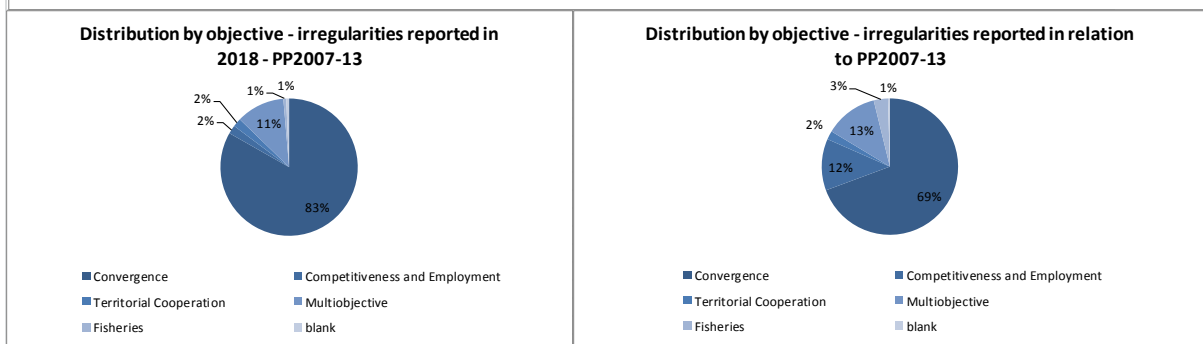 Distribution by objective - irregularities reported in
2018 - PP2007-13
1%
1%
2%
2%
11%
83%
Convergence
Competitiveness and Employment
Territorial Cooperation
Multiobjective
Fisheries
blank
Distribution by objective - irregularities reported in relation
to PP2007-13
3%
1%
2%
13%
12%
69%
Convergence
Competitiveness and Employment
Territorial Cooperation
Multiobjective
Fisheries
blank